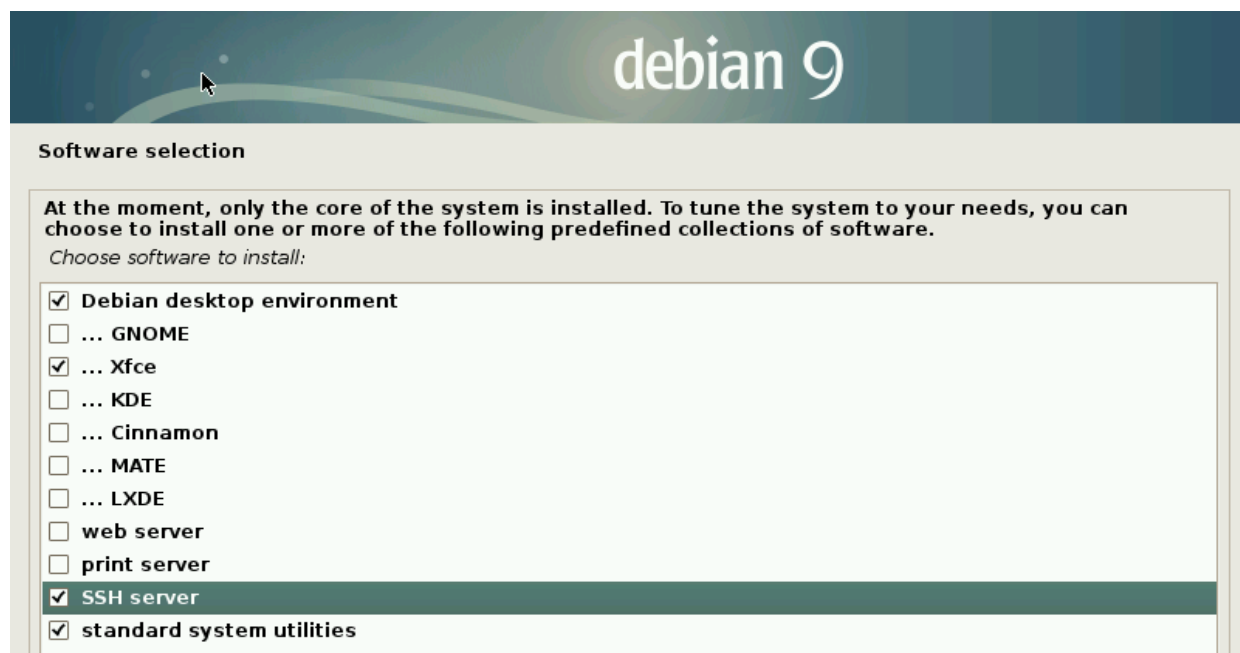 debian 9
Software selection
At the moment, only the core of the system is installed. To tune the system to your needs, you can
choose to install one or more of the following predefined collections of software.
Choose software to install:
Debian desktop environment
... GNOME
... Xfce
... KDE
... Cinnamon
... MATE
... LXDE
web server
print server
SSH server
standard system utilities